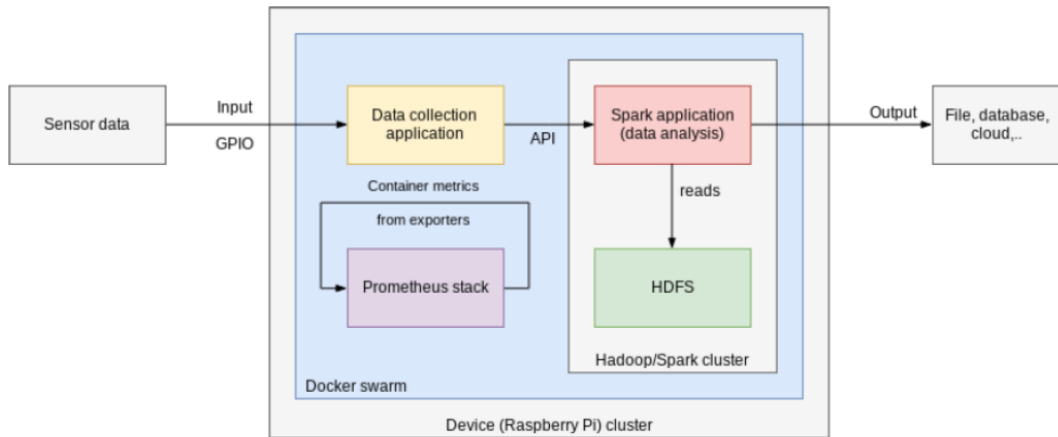 Sensor data
Input
GPIO
Data collection
application
API
Spark application
(data analysis)
Output
File, database,
cloud,..
Container metrics
from exporters
reads
Prometheus stack
HDFS
Hadoop/Spark cluster
Docker swarm
Device (Raspberry Pi) cluster